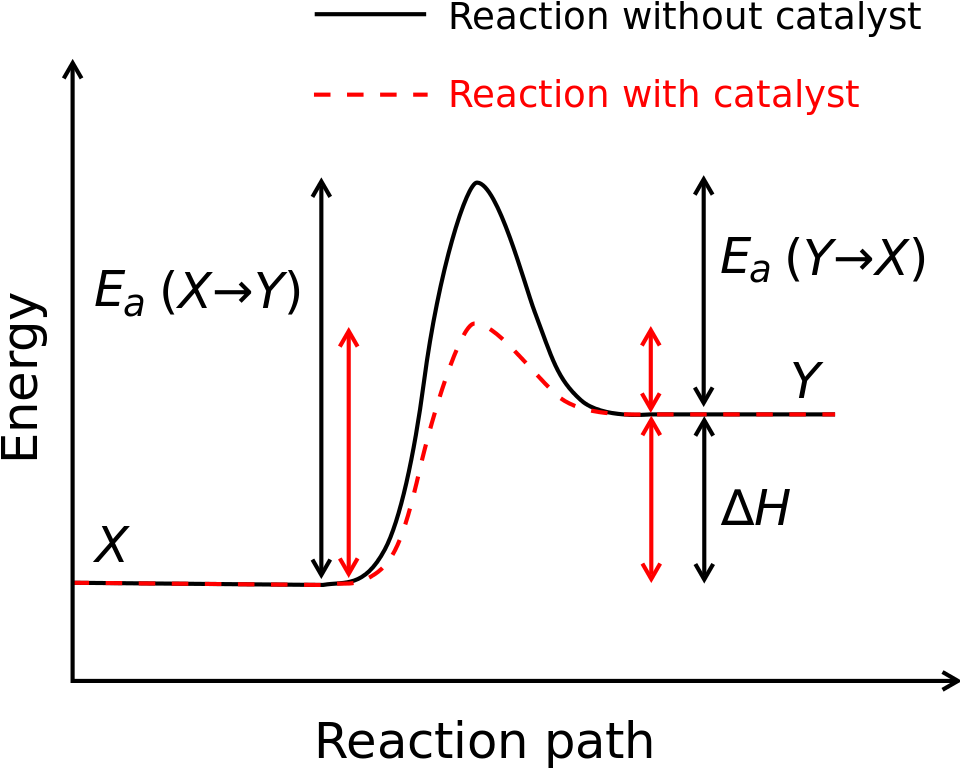 Reaction without catalyst
Reaction with catalyst
Energy
Ea (X→Y)
Ea (Y→X)
Y
X
ΔH
Reaction path